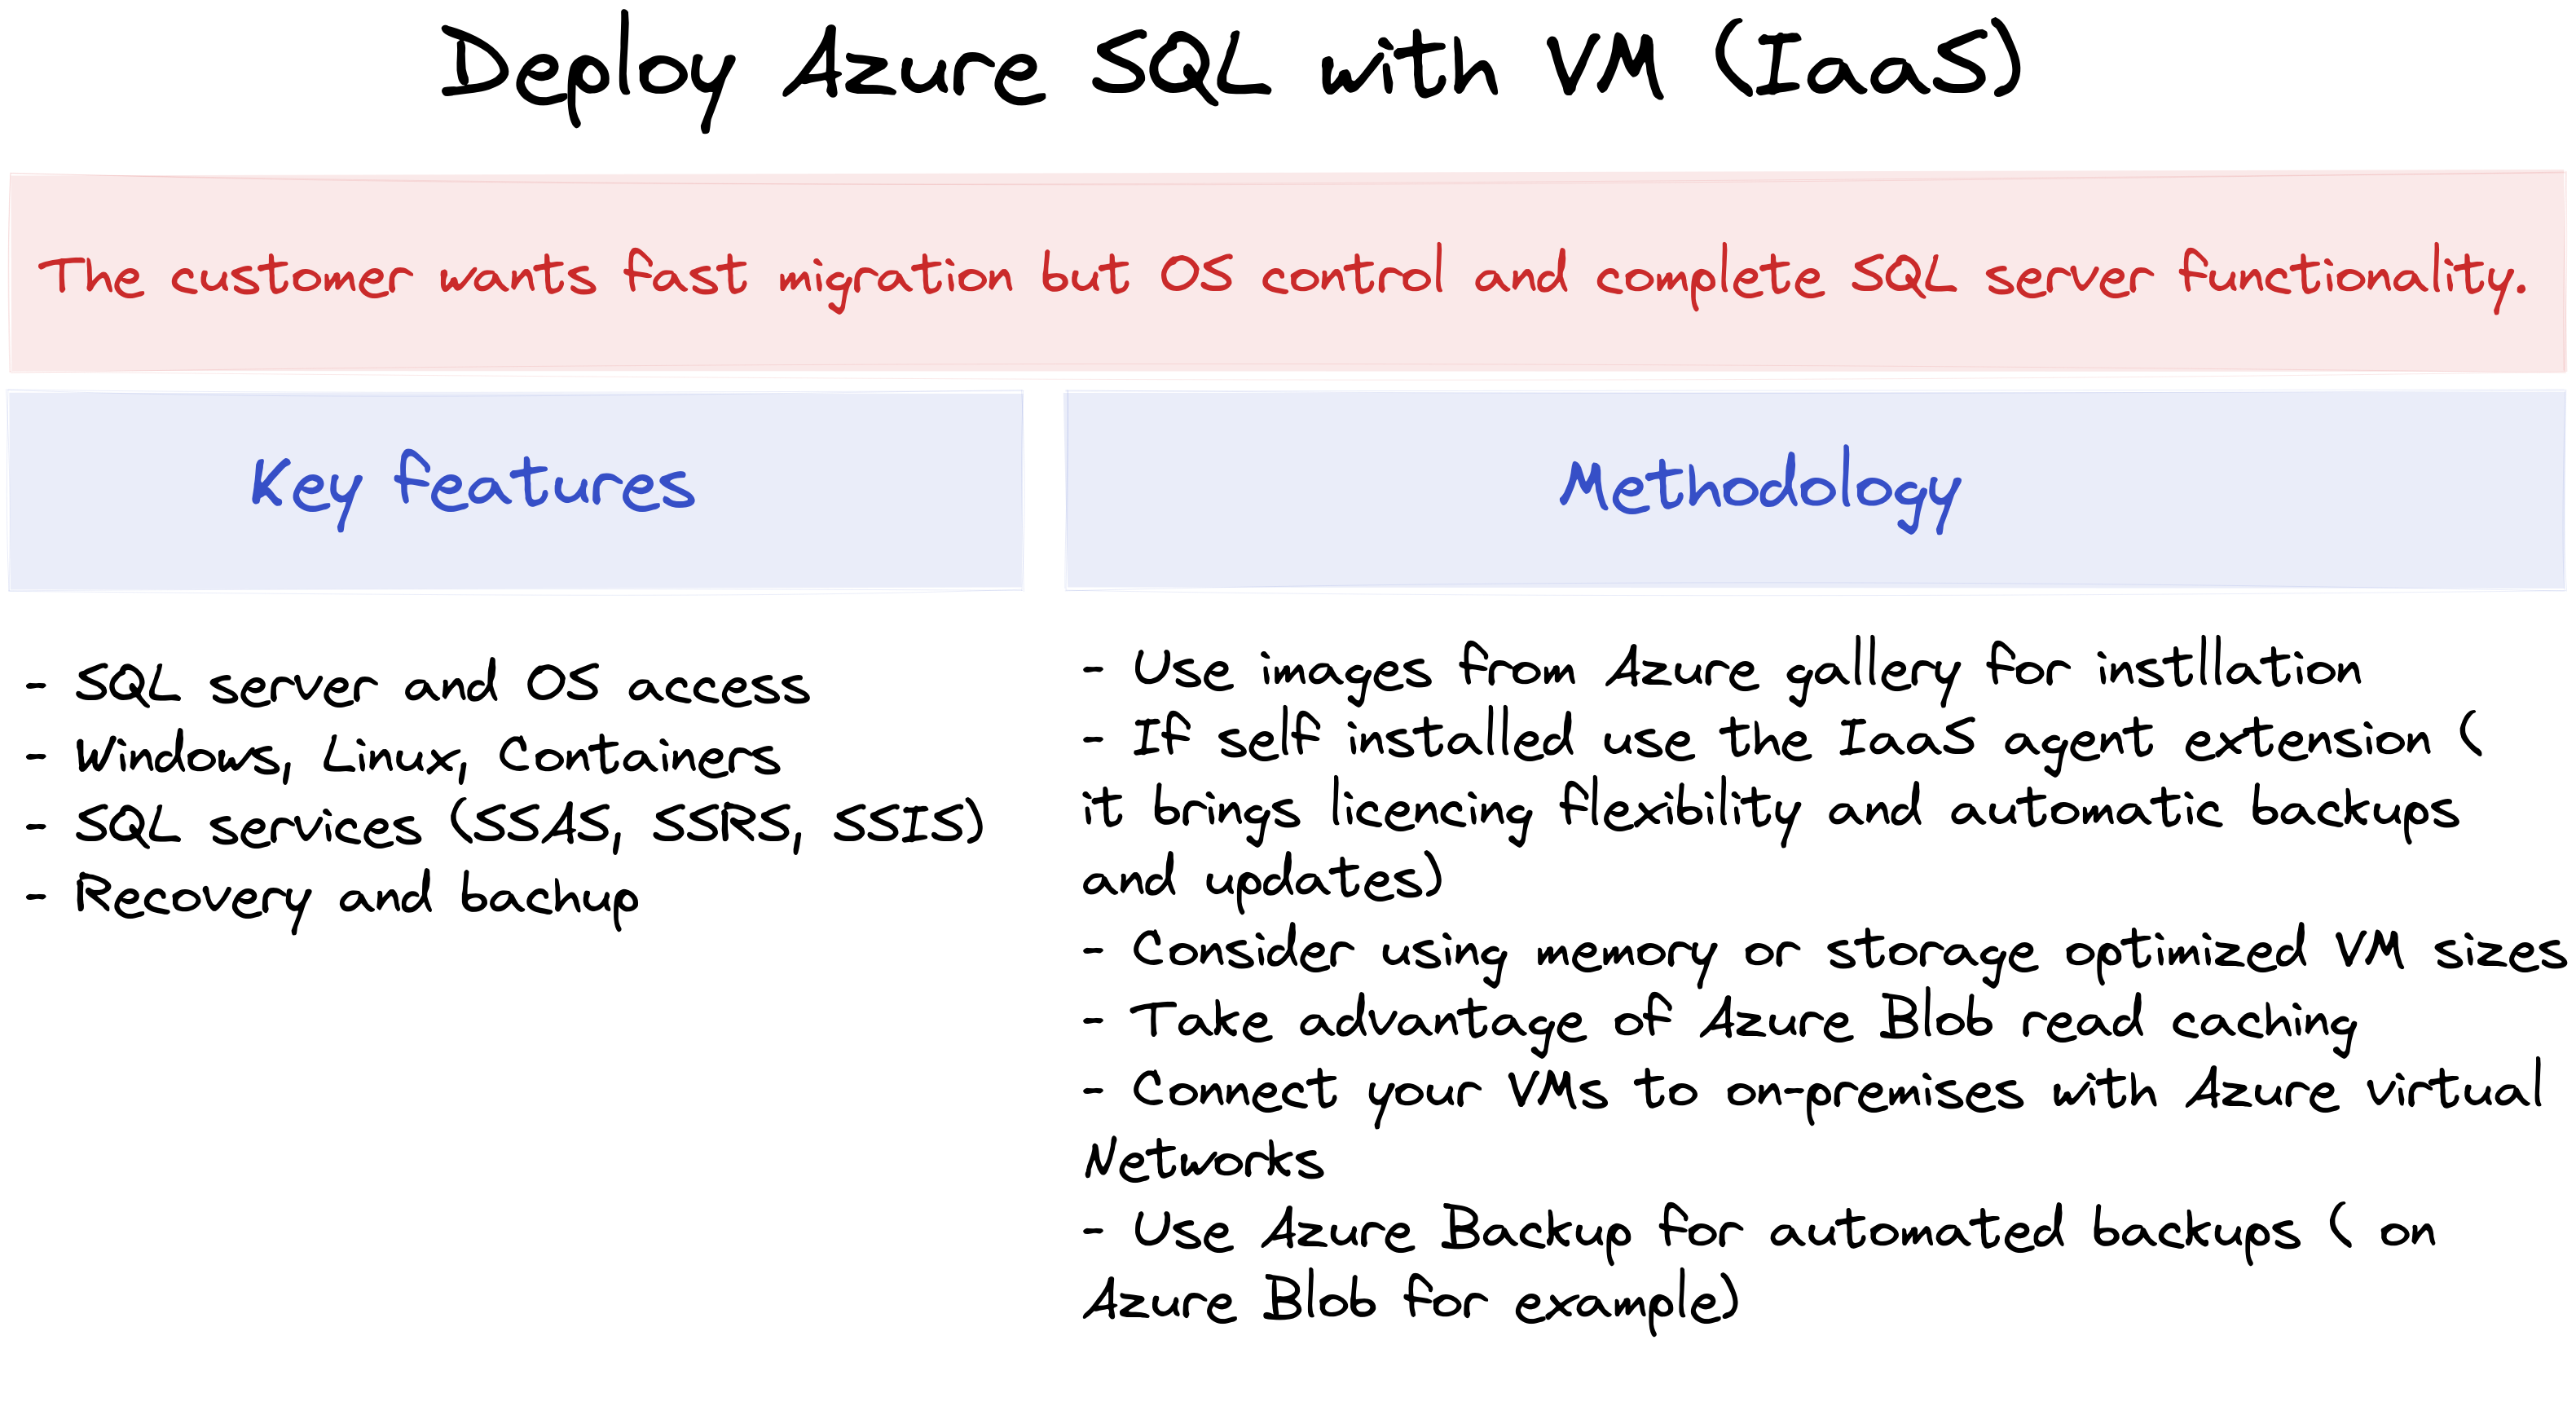 Deploy Azure SQL with VM (IaaS)
The customer wants fast migration but OS control and complete SQL server functionality.
Key features
- SQL server and OS access
- Windows, Linux, Containers
- SQL services (SSAS, SSRS, SSIS)
- Recovery and bachup
Methodology
- Use images from Azure gallery for instllation
- If self installed use the IaaS agent extension (
it brings licencing flexibility and automatic backups
and updates)
- Consider using memory or storage optimized VM sizes
- Take advantage of Azure Blob read caching
- Connect your VMs to on-premises with Azure virtual
Networks
- Use Azure Backup for automated backups ( on
Azure Blob for example)